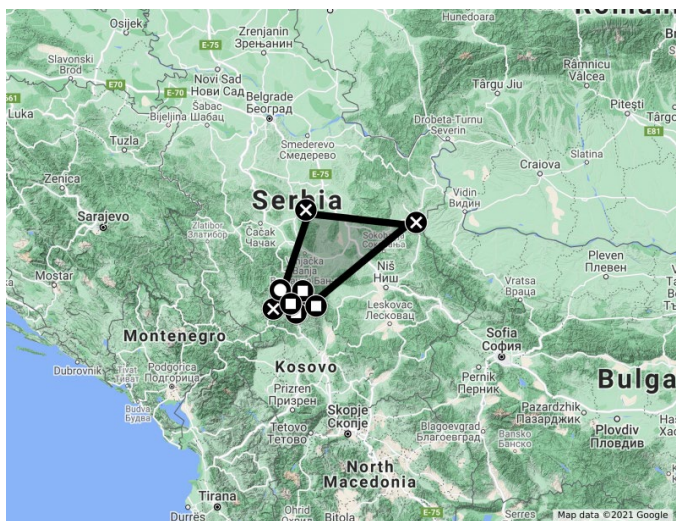 Osijek
Zrenjanin
Зрењанин
Hunedoara
Slavonski
Brod
E-75
Novi Sad
Нови Сад
E70
E-70
Râmnicu
Vâlcea
Târgu Jiu
Šabac
Шабац
Bijeljina
Belgrade
Београд
Luka
Pitești
Drobeta-Turnu
Severin
E81
Tuzla
Smederevo
Смедерево
E-75
Slatina
Craiova
Zenica
Vidin
Видин
Serbia
Sarajevo
Zlatibor
Златибор
Čačak
Чачак
Niš
Ниш
Pleven
Плевен
Mostar
Vratsa
Враца
Leskovac
Лесковац
Montenegro
Sofia
София
Kosovo
Dubrovnik
Podgorica
Подгорица
Pernik
Перник
Bulga
Prizren
Призрен
Budva
Будва
Skopje
Скопје
Pazardzhik
Пазарджик
Tetovo
Тетово
Blagoevgrad
Благоевград
Bansko
Банско
Plovdiv
Пловдив
North
Macedonia
Tirana
Durrës
Ohrid
Охрид
Bitola
Serres
Map data ©2021 Google